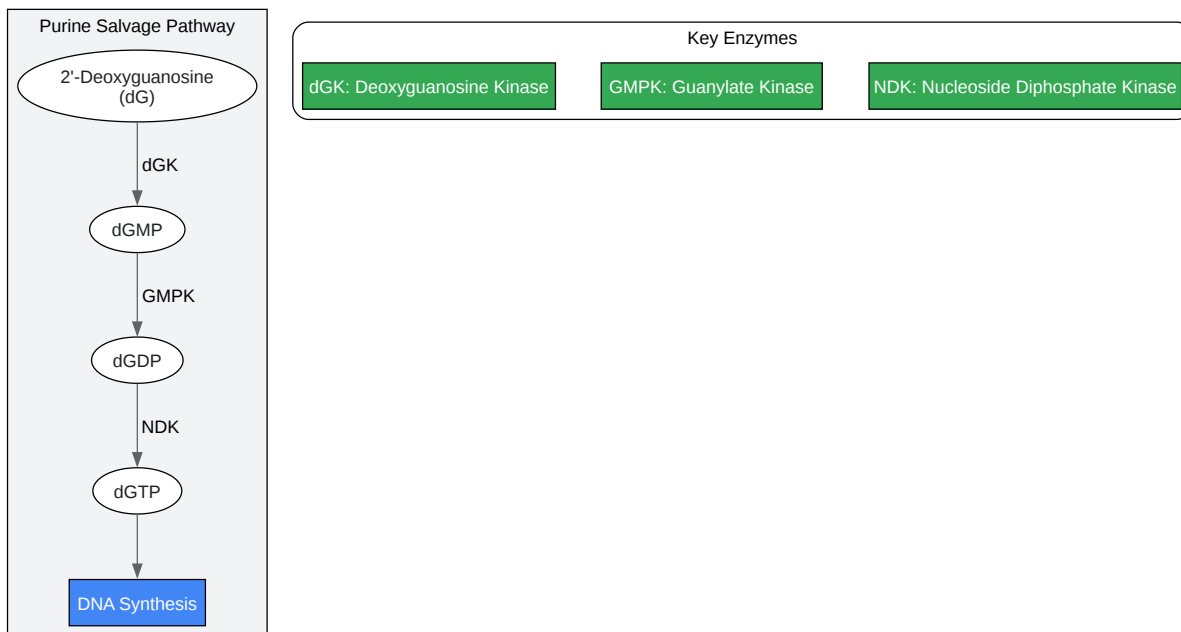 Purine Salvage Pathway
2'-Deoxyguanosine
(dG)
dGK
dGMP
GMPK
dGDP
NDK
dGTP
DNA Synthesis
Key Enzymes
dGK: Deoxyguanosine Kinase
GMPK: Guanylate Kinase
NDK: Nucleoside Diphosphate Kinase